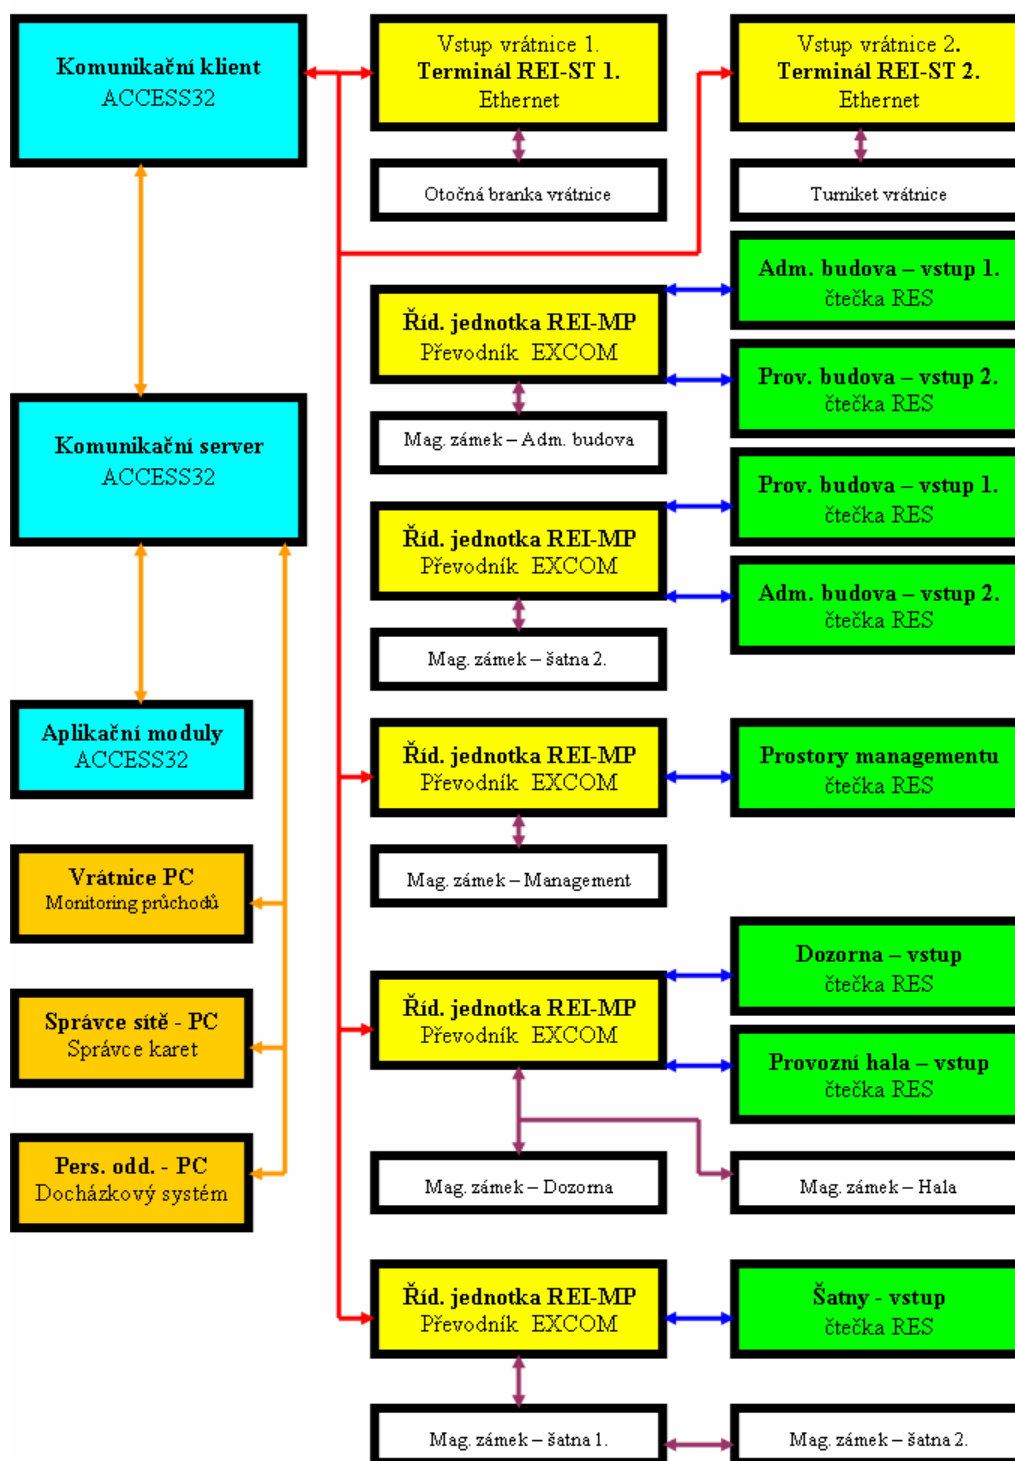 Komunikační klient
ACCESS32
Vstup vrátnice 1.
Terminál REI-ST 1.
Ethernet
Vstup vrátnice 2.
Terminál REI-ST 2.
Ethernet
Otočná branka vrátnice
Turniket vrátnice
Adm. budova – vstup 1.
čtečka RES
Říd. jednotka REI-MP
Převodník EXCOM
Prov. budova – vstup 2.
čtečka RES
Mag. zámek – Adm. budova
Komunikační server
ACCESS32
Prov. budova – vstup 1.
čtečka RES
Říd. jednotka REI-MP
Převodník EXCOM
Adm. budova – vstup 2.
čtečka RES
Mag. zámek – šatna 2.
Aplikační moduly
ACCESS32
Říd. jednotka REI-MP
Převodník EXCOM
Prostory managementu
čtečka RES
Mag. zámek – Management
Vrátnice PC
Monitoring průchodů
Dozorna – vstup
čtečka RES
Správce sítě - PC
Správce karet
Říd. jednotka REI-MP
Převodník EXCOM
Provozní hala – vstup
čtečka RES
Pers. odd. - PC
Docházkový systém
Mag. zámek – Dozorna
Mag. zámek – Hala
Říd. jednotka REI-MP
Převodník EXCOM
Šatny - vstup
čtečka RES
Mag. zámek – šatna 1.
Mag. zámek – šatna 2.